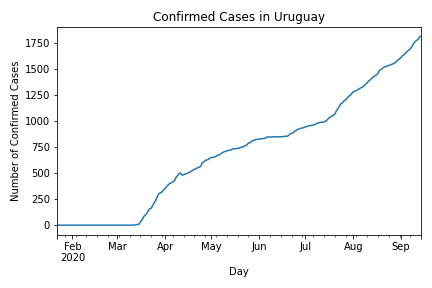 Confirmed Cases in Uruguay
Number of Confirmed Cases
1750
1500
1250
1000
750
500
250
0
Feb Mar Apr May Jun Jul Aug Sep
2020
Day